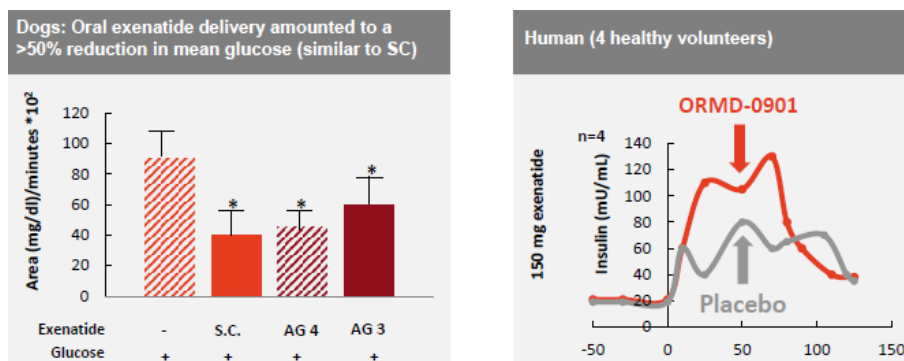 Dogs: Oral exenatide delivery amounted to a
>50% reduction in mean glucose (similar to SC)
Area (mg/dl)/minutes *10²
120
100
80
60
40
20
0
*
*
*
Exenatide - S.C. AG 4 AG 3
Glucose + + + +
Human (4 healthy volunteers)
ORMD-0901
n=4
150 mg exenatide
Insulin (mU/mL)
140
120
100
80
60
40
20
0
Placebo
-50 0 50 100 150